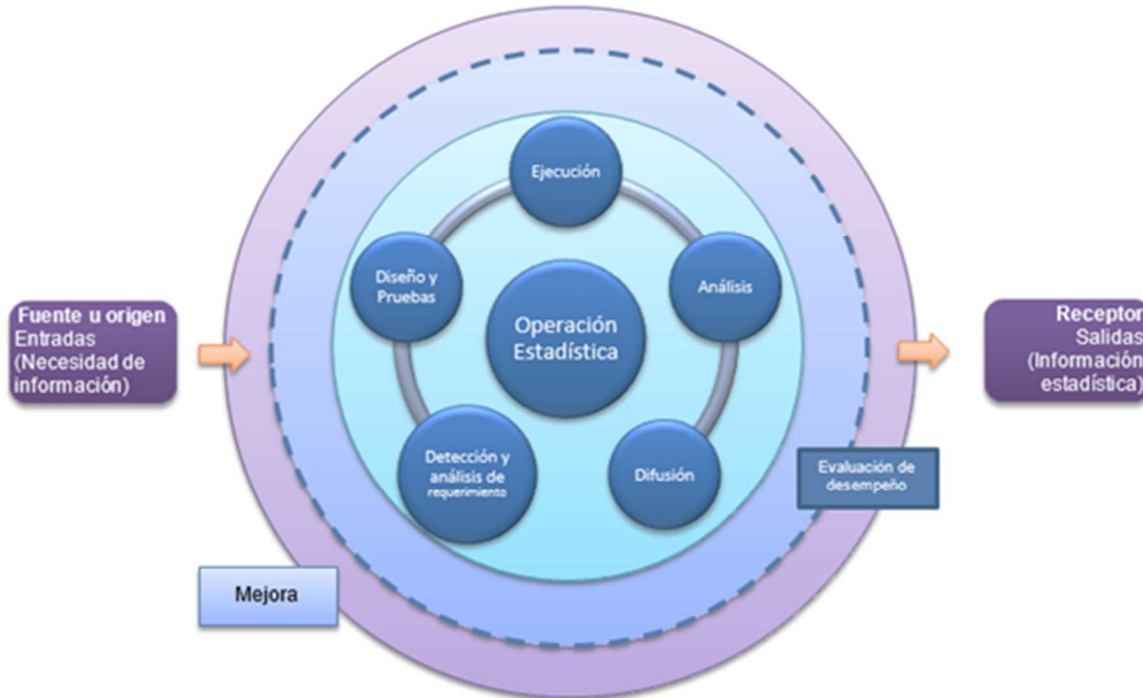 Ejecución
Diseño y
Pruebas
Análisis
Operación
Estadística
Fuente u origen
Entradas
(Necesidad de
información)
Receptor
Salidas
(Información
estadística)
Detección y
análisis de
requerimiento
Difusión
Evaluación de
desempeño
Mejora